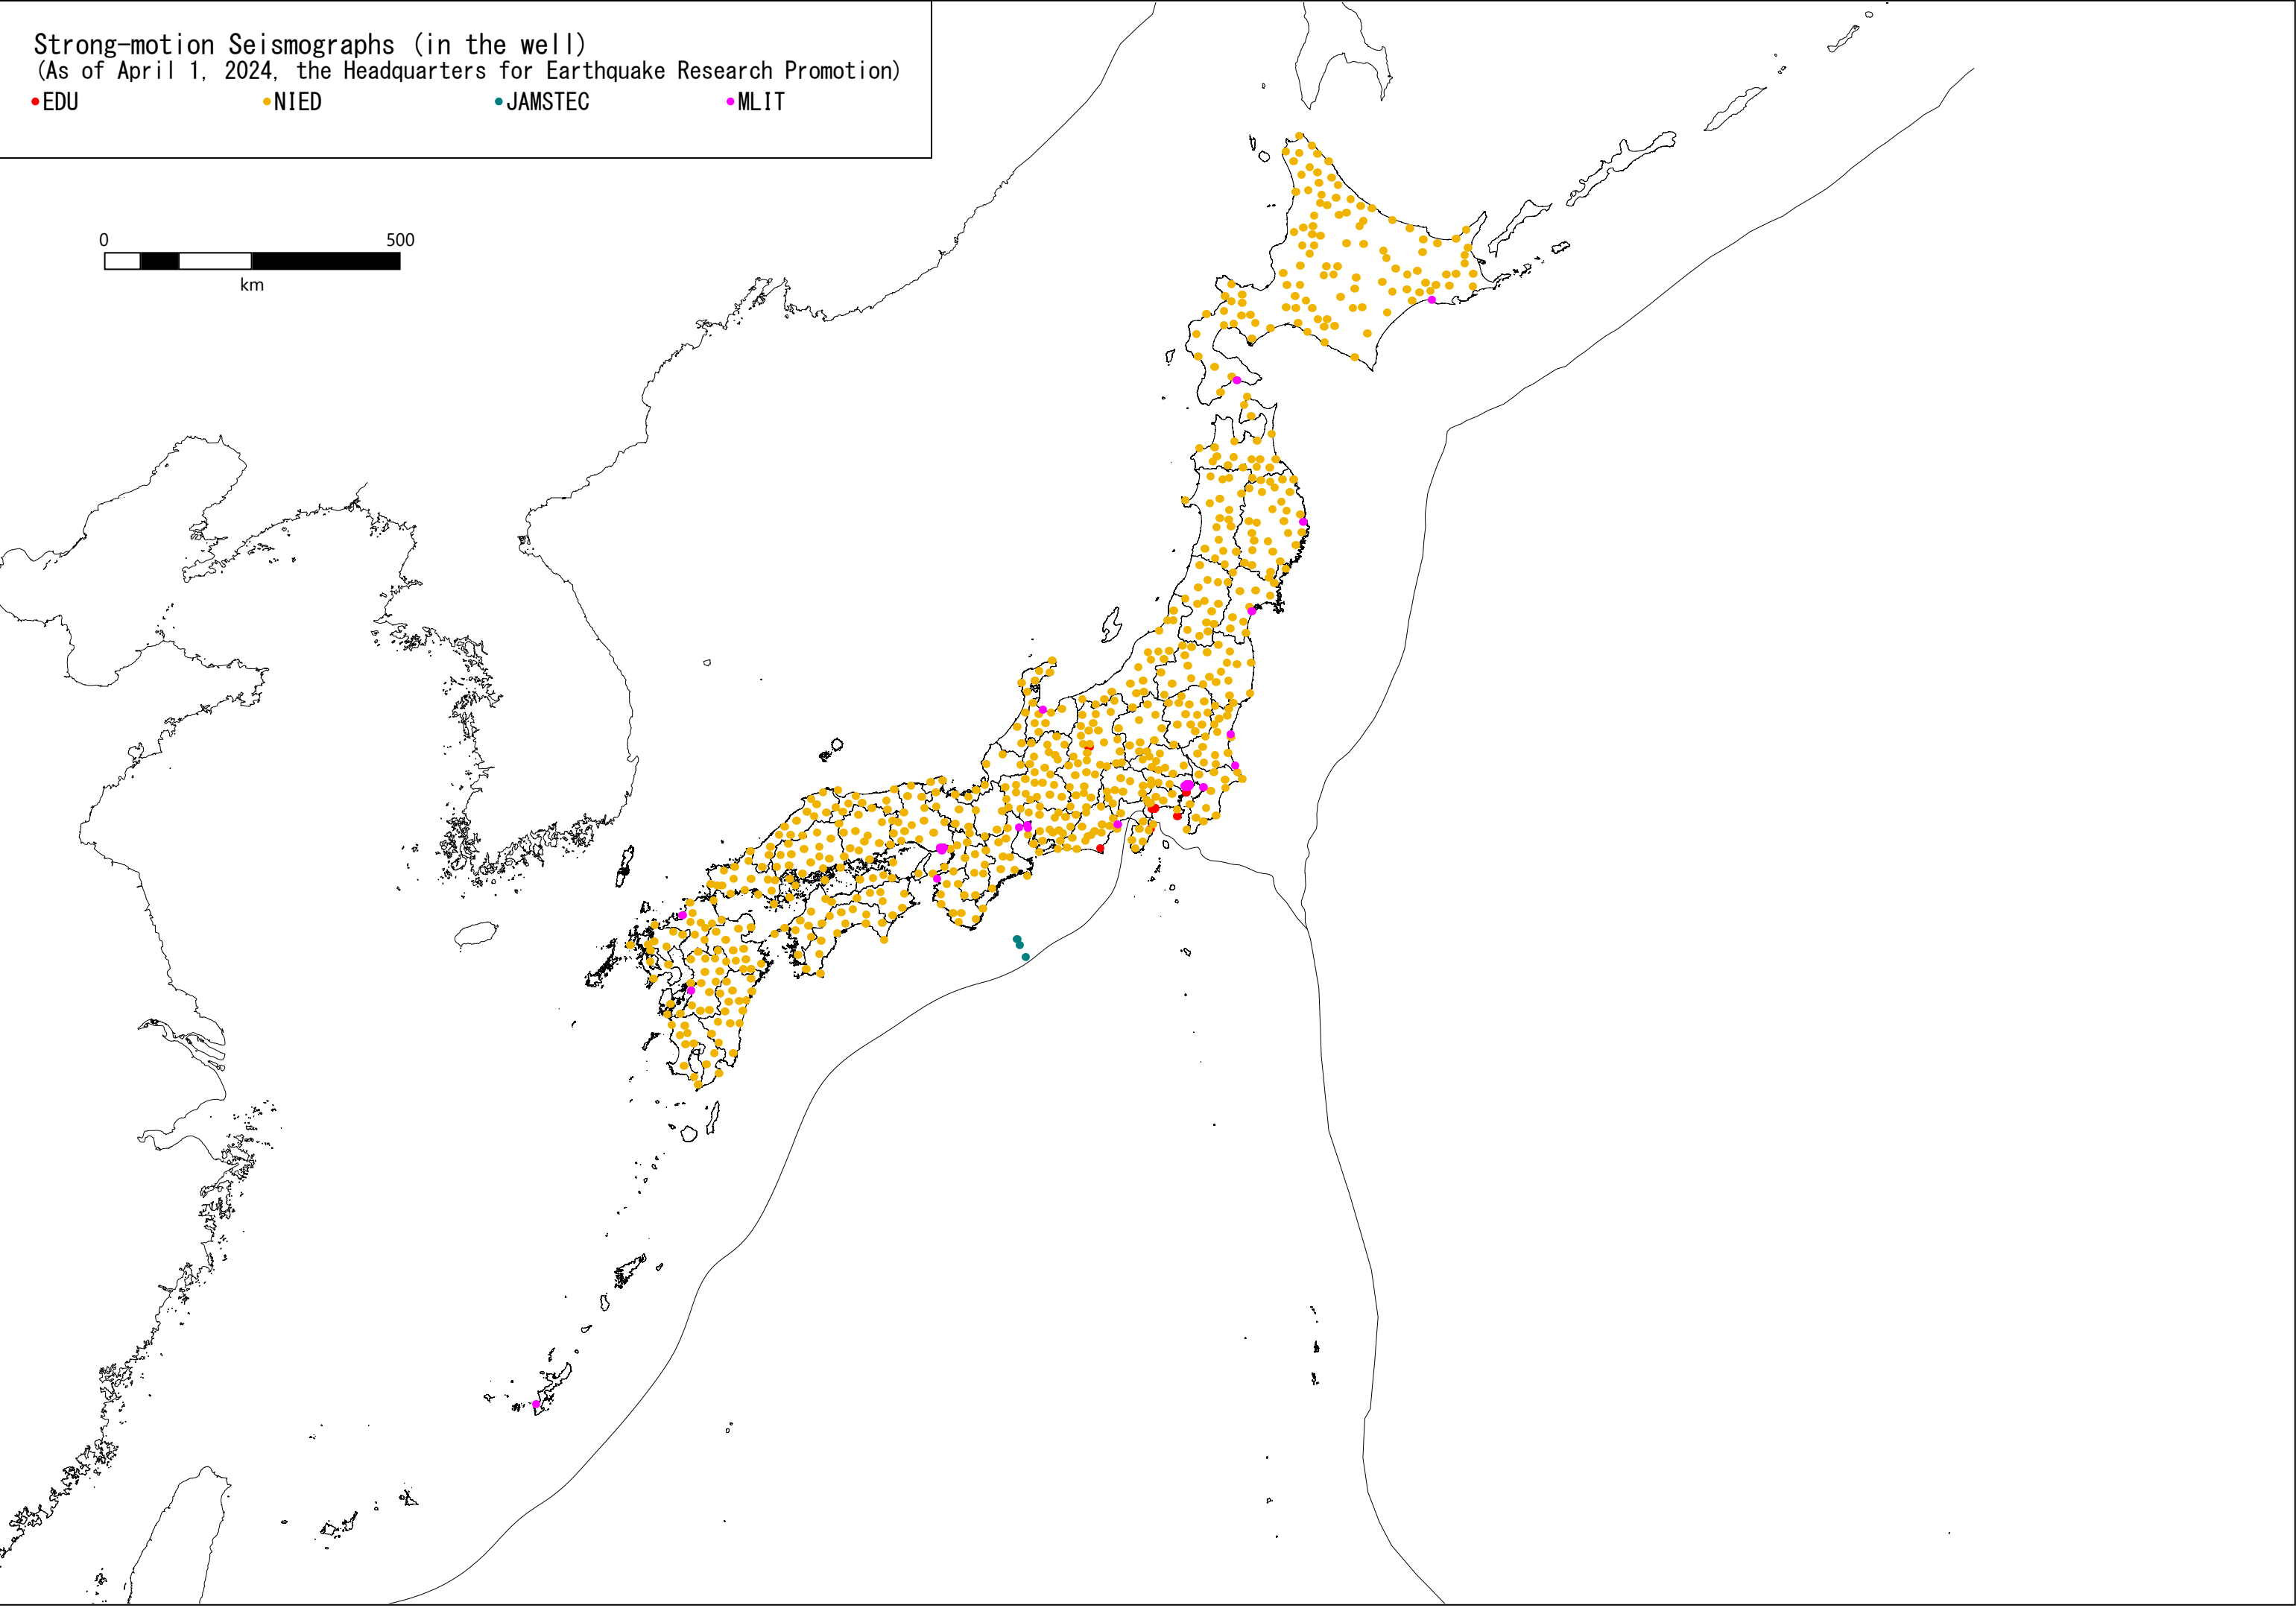 Strong-motion Seismographs (in the well)
(As of April 1, 2024, the Headquarters for Earthquake Research Promotion)
EDU NIED JAMSTEC MLIT
0 500
km